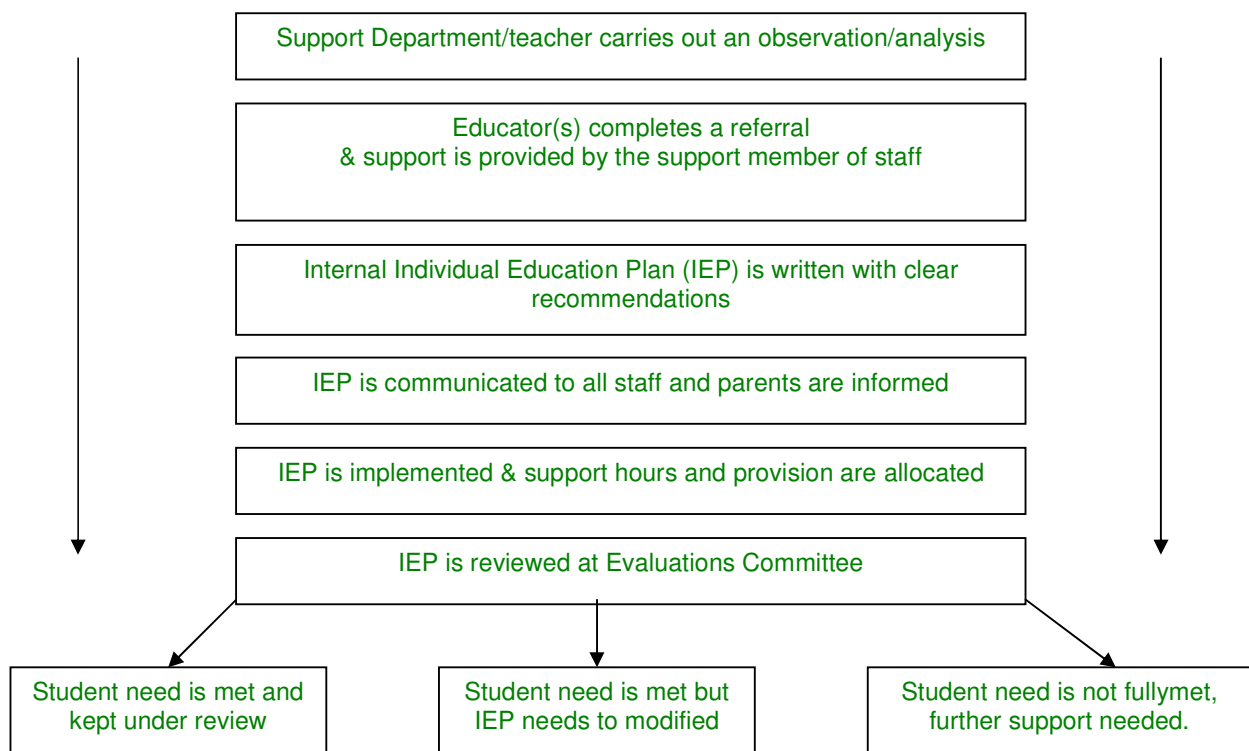 Support Department/teacher carries out an observation/analysis
Educator(s) completes a referral
& support is provided by the support member of staff
Internal Individual Education Plan (IEP) is written with clear
recommendations
IEP is communicated to all staff and parents are informed
IEP is implemented & support hours and provision are allocated
IEP is reviewed at Evaluations Committee
Student need is met and
kept under review
Student need is met but
IEP needs to modified
Student need is not fullymet,
further support needed.